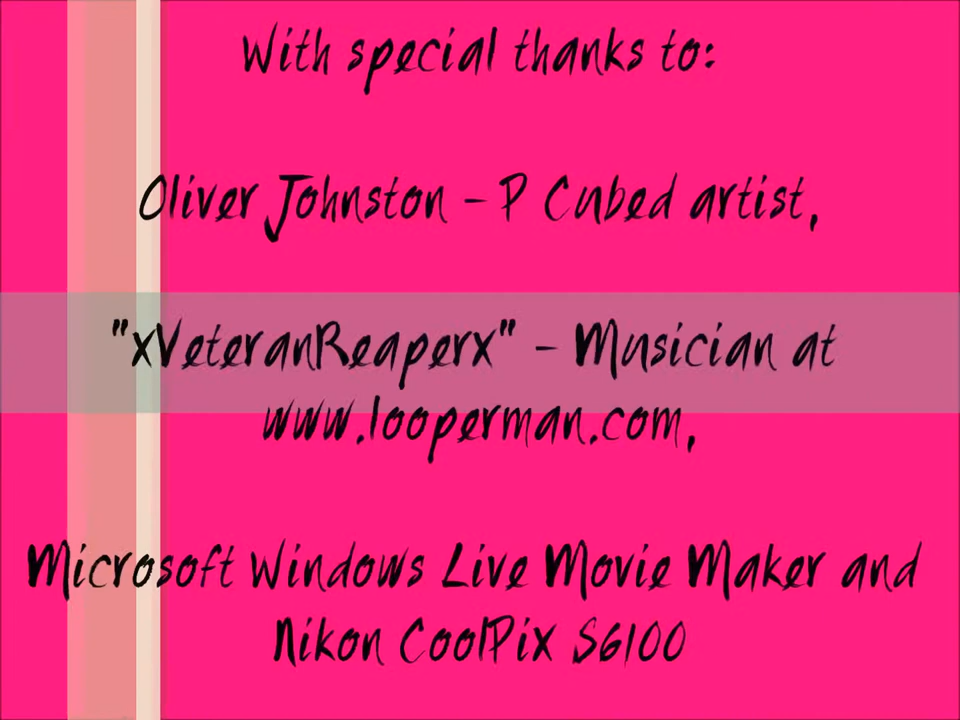 With special thanks to:
Oliver Johnston - P Cubed artist,
"xVeteranReaperx" - Musician at
www.looperman.com,
Microsoft Windows Live Movie Maker and
Nikon CoolPix S6100